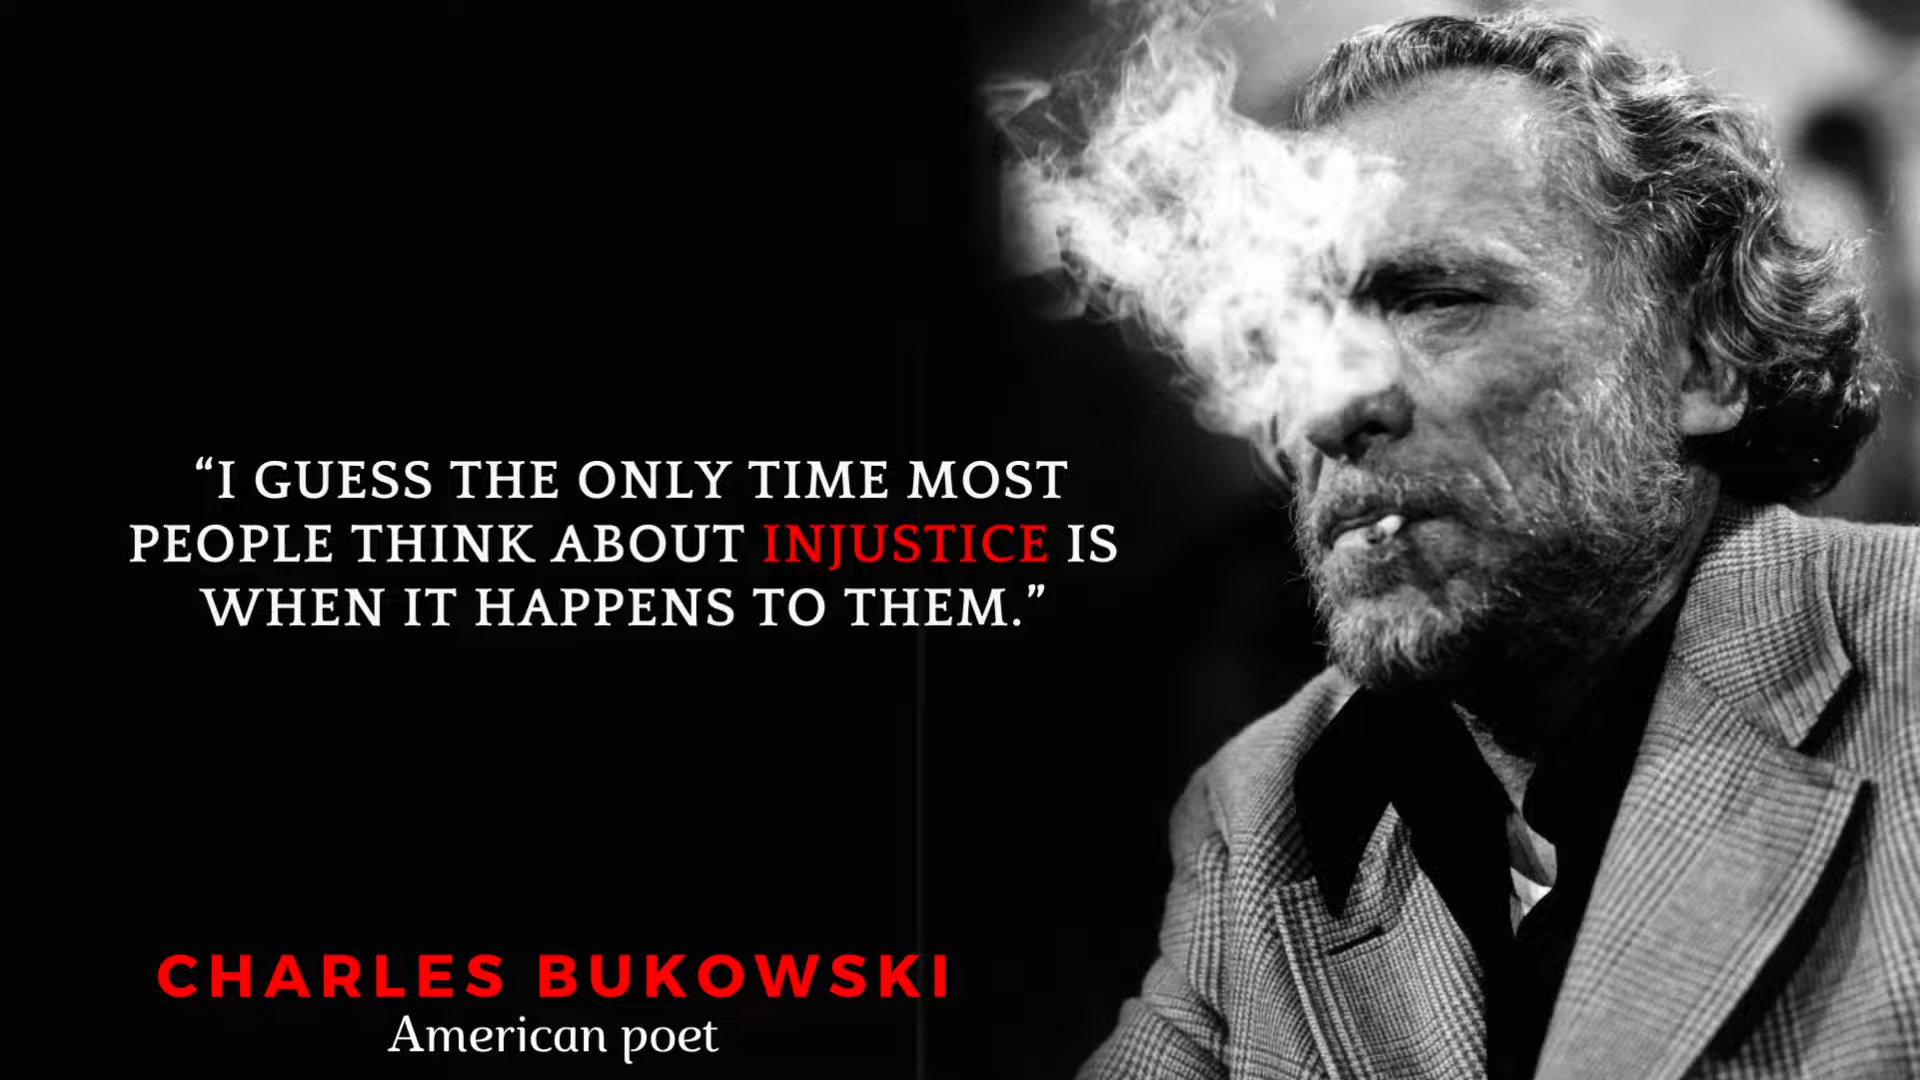 “I GUESS THE ONLY TIME MOST
PEOPLE THINK ABOUT INJUSTICE IS
WHEN IT HAPPENS TO THEM.”
CHARLES BUKOWSKI
American poet